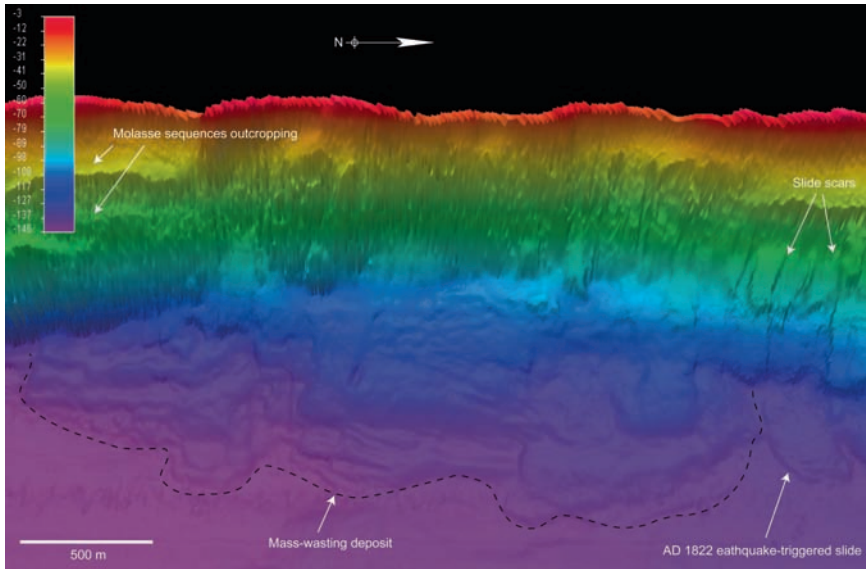 -3
-12
-22
-31
-41
-50
-60
-70
-79
-89
-98
-108
-117
-127
-137
-146
N
Molasse sequences outcropping
Slide scars
500 m
Mass-wasting deposit
AD 1822 eathquake-triggered slide